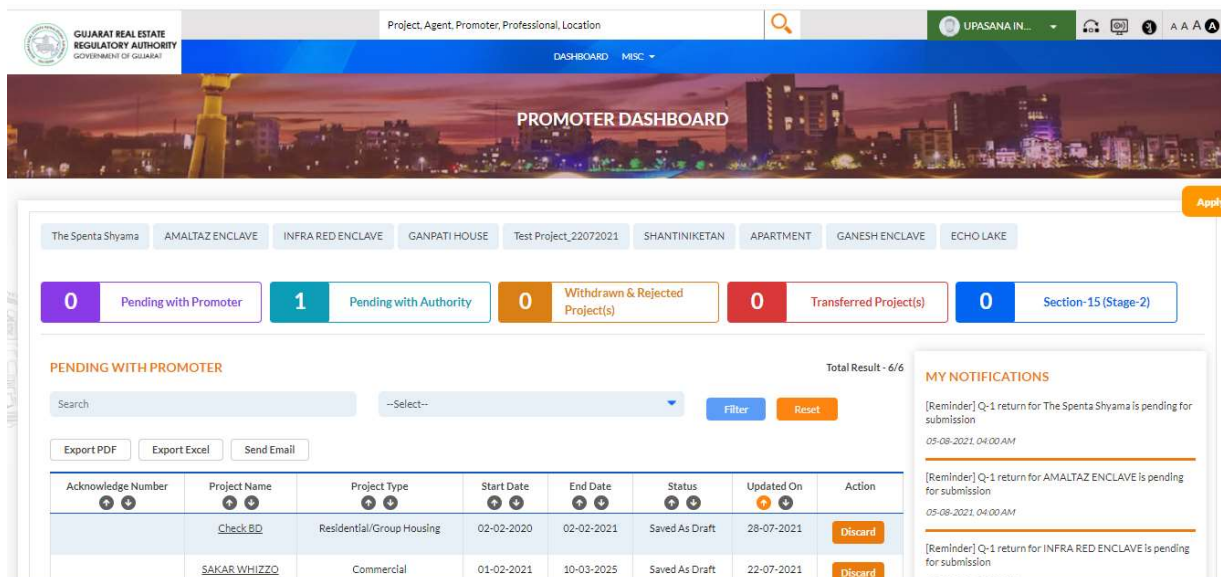 GUJARAT REAL ESTATE
REGULATORY AUTHORITY
GOVERNMENT OF GUJARAT
Project, Agent, Promoter, Professional, Location
UPASANA IN...
A A A A
DASHBOARD MISC
PROMOTER DASHBOARD
Apply
The Spenta Shyama AMALTAZ ENCLAVE INFRA RED ENCLAVE GANPATI HOUSE Test Project_22072021 SHANTINIKETAN APARTMENT GANESH ENCLAVE ECHO LAKE
0 Pending with Promoter
1 Pending with Authority
0 Withdrawn & Rejected
Project(s)
0 Transferred Project(s)
0 Section-15 (Stage-2)
PENDING WITH PROMOTER
Total Result - 6/6
Search
--Select--
Filter
Reset
Export PDF Export Excel Send Email
Acknowledge Number Project Name Project Type Start Date End Date Status Updated On Action
Check BD Residential/Group Housing 02-02-2020 02-02-2021 Saved As Draft 28-07-2021 Discard
SAKAR WHIZZO Commercial 01-02-2021 10-03-2025 Saved As Draft 22-07-2021 Discard
MY NOTIFICATIONS
[Reminder] Q-1 return for The Spenta Shyama is pending for
submission
05-08-2021, 04:00 AM
[Reminder] Q-1 return for AMALTAZ ENCLAVE is pending
for submission
05-08-2021, 04:00 AM
[Reminder] Q-1 return for INFRA RED ENCLAVE is pending
for submission